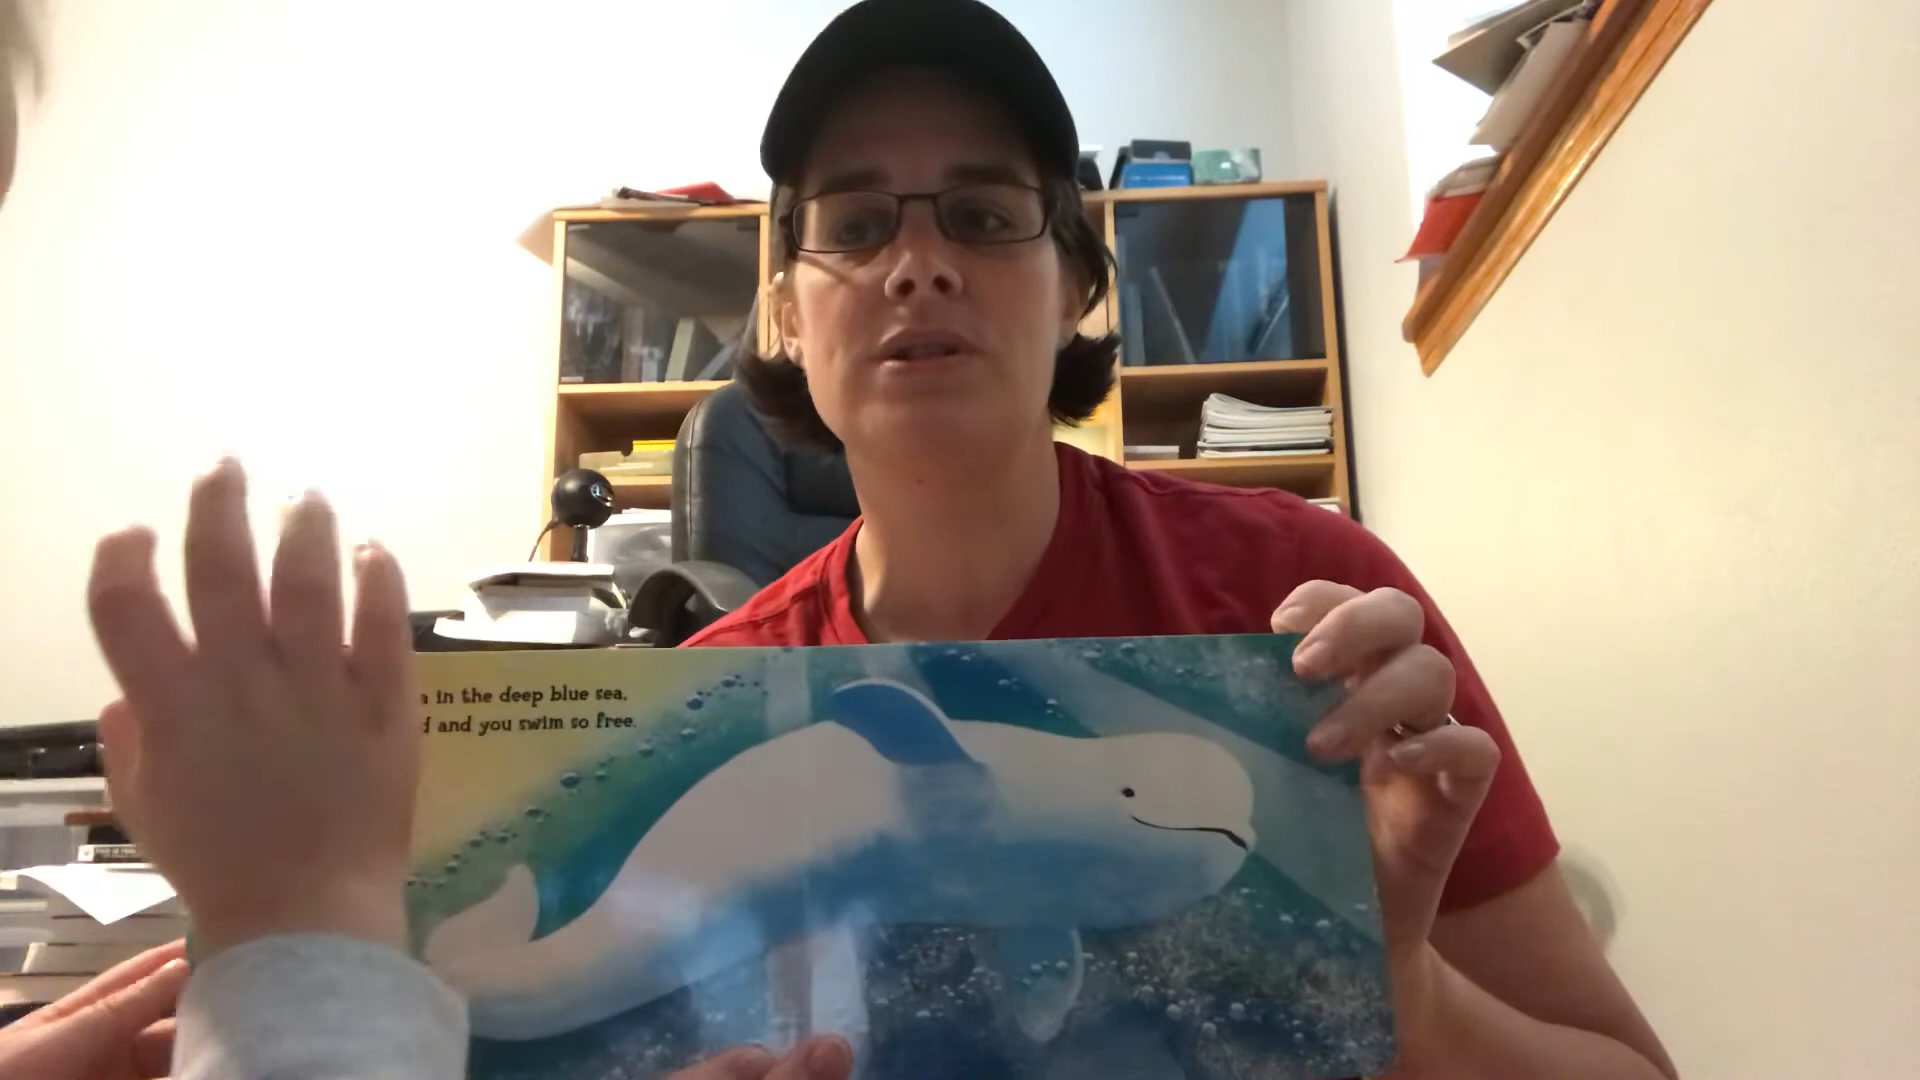 in the deep blue sea,
and you swim so free.